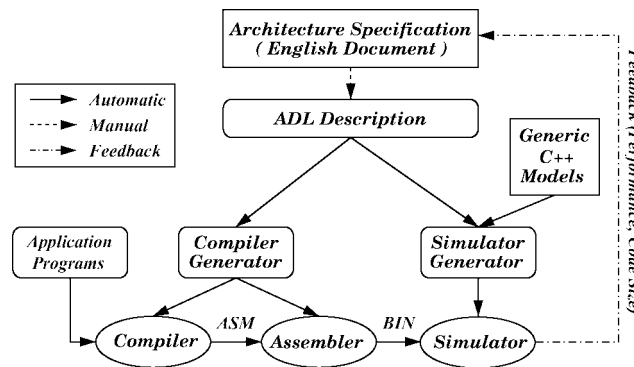 Architecture Specification
( English Document )
Automatic
Manual
Feedback
ADL Description
Generic
C++
Models
Application
Programs
Compiler
Generator
Simulator
Generator
Compiler
ASM
Assembler
BIN
Simulator